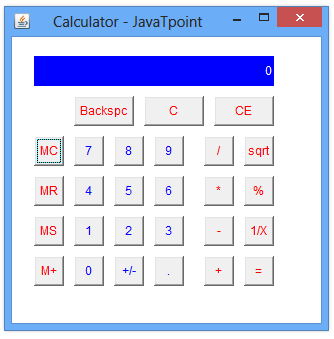 Calculator - JavaTpoint
0
Backspc C CE
MC 7 8 9 / sqrt
MR 4 5 6 * %
MS 1 2 3 - 1/X
M+ 0 +/- . + =